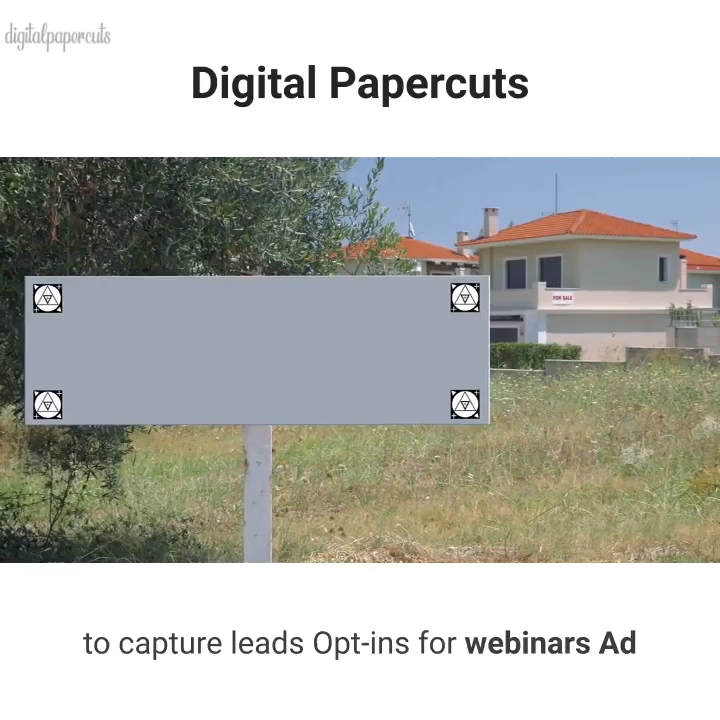 digitalpapercuts
Digital Papercuts
FOR SALE
to capture leads Opt-ins for webinars Ad